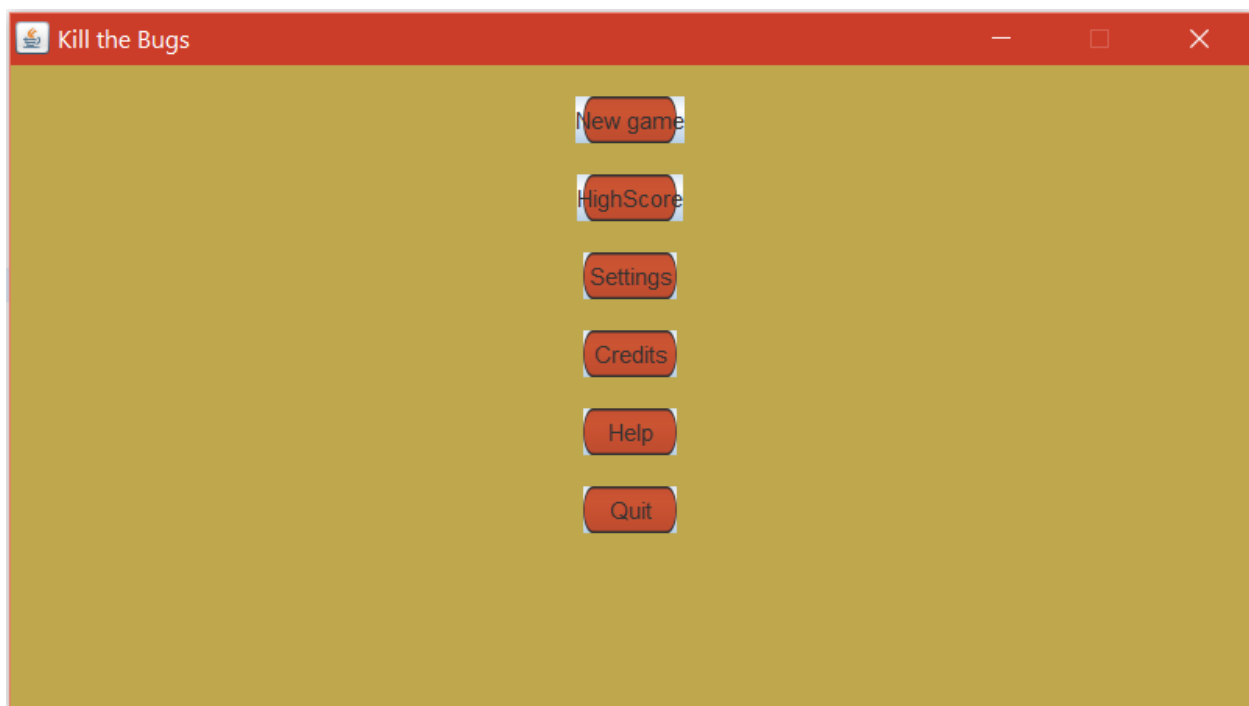 Kill the Bugs
New game
HighScore
Settings
Credits
Help
Quit